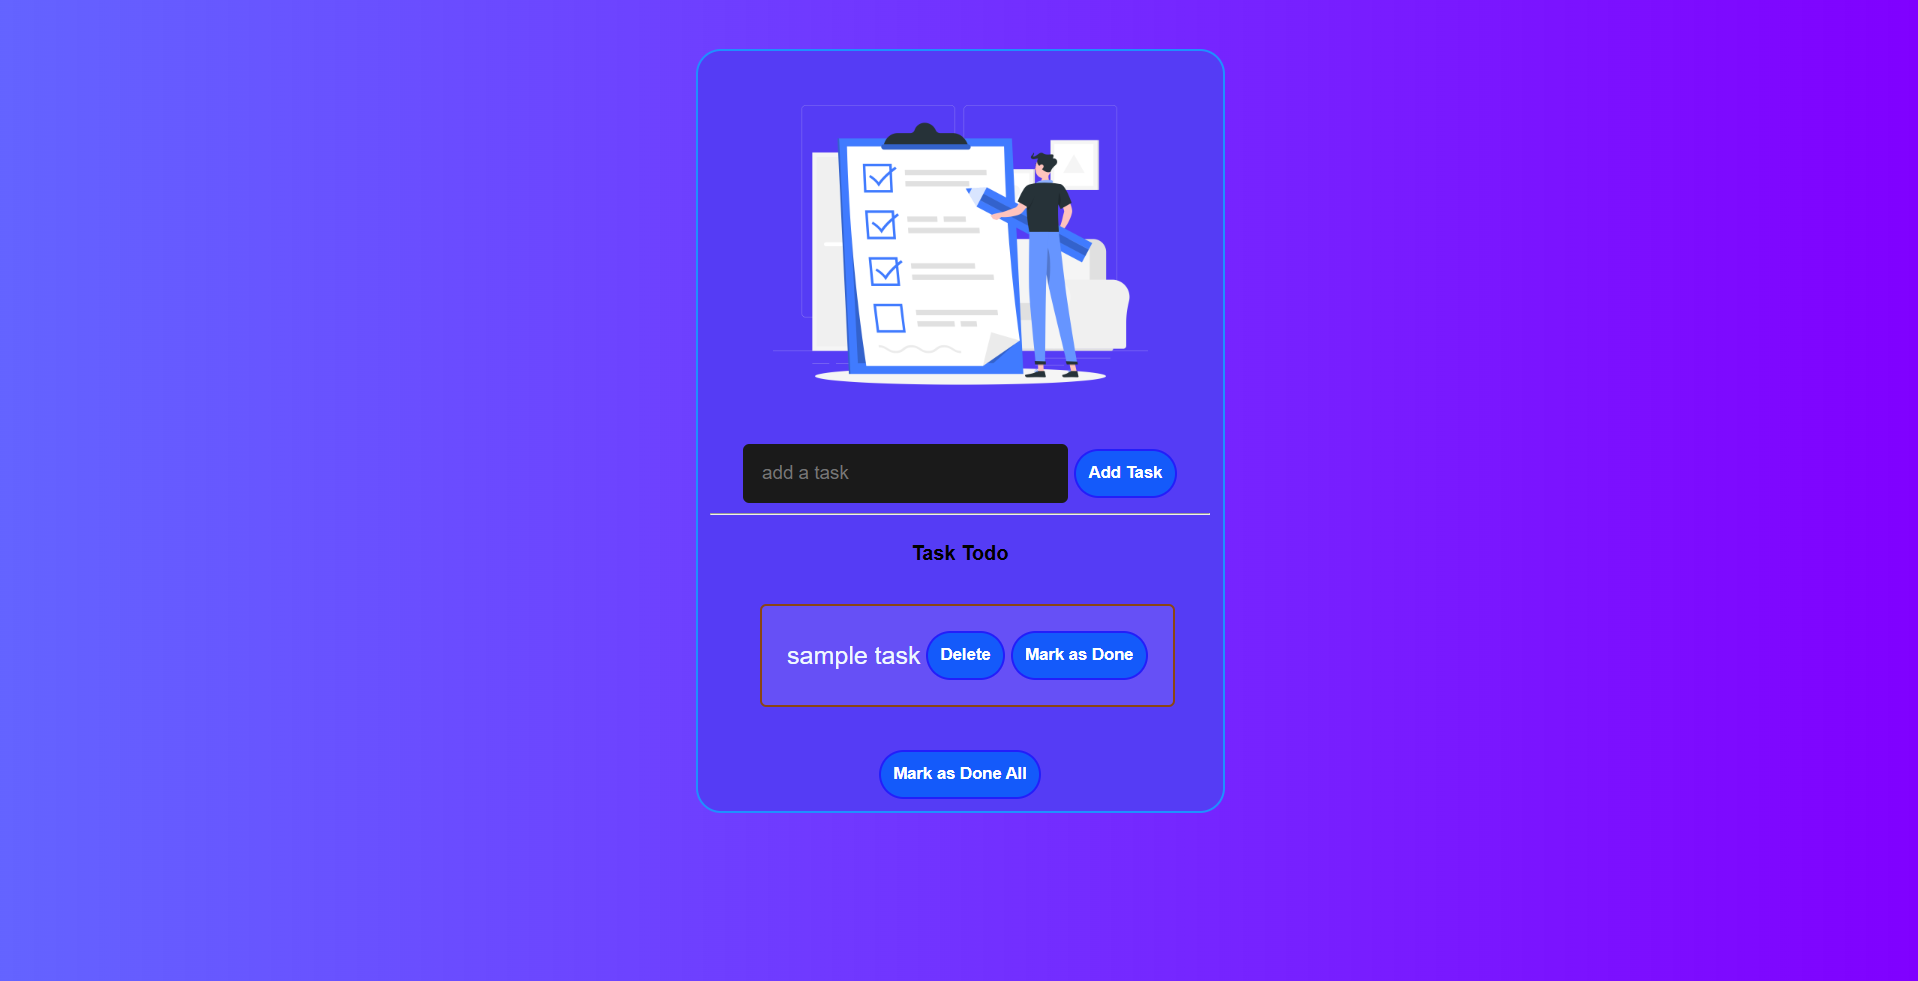 add a task Add Task
Task Todo
sample task Delete Mark as Done
Mark as Done All